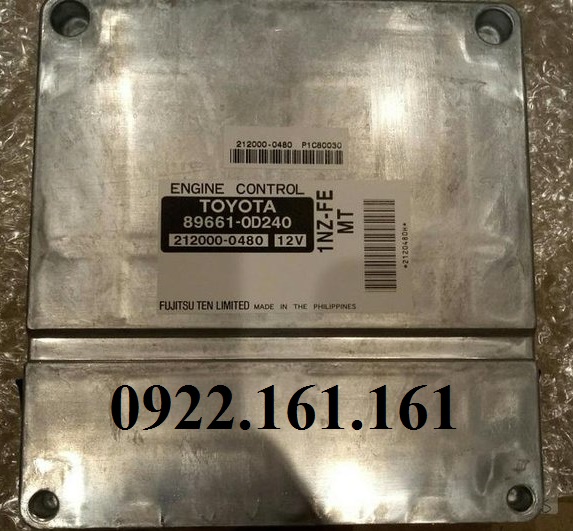 212000-0480 P1C80030
ENGINE CONTROL
TOYOTA
89661-0D240
212000-0480 12V
1NZ-FE
MT
*2120480H*
FUJITSU TEN LIMITED MADE IN THE PHILIPPINES
0922.161.161